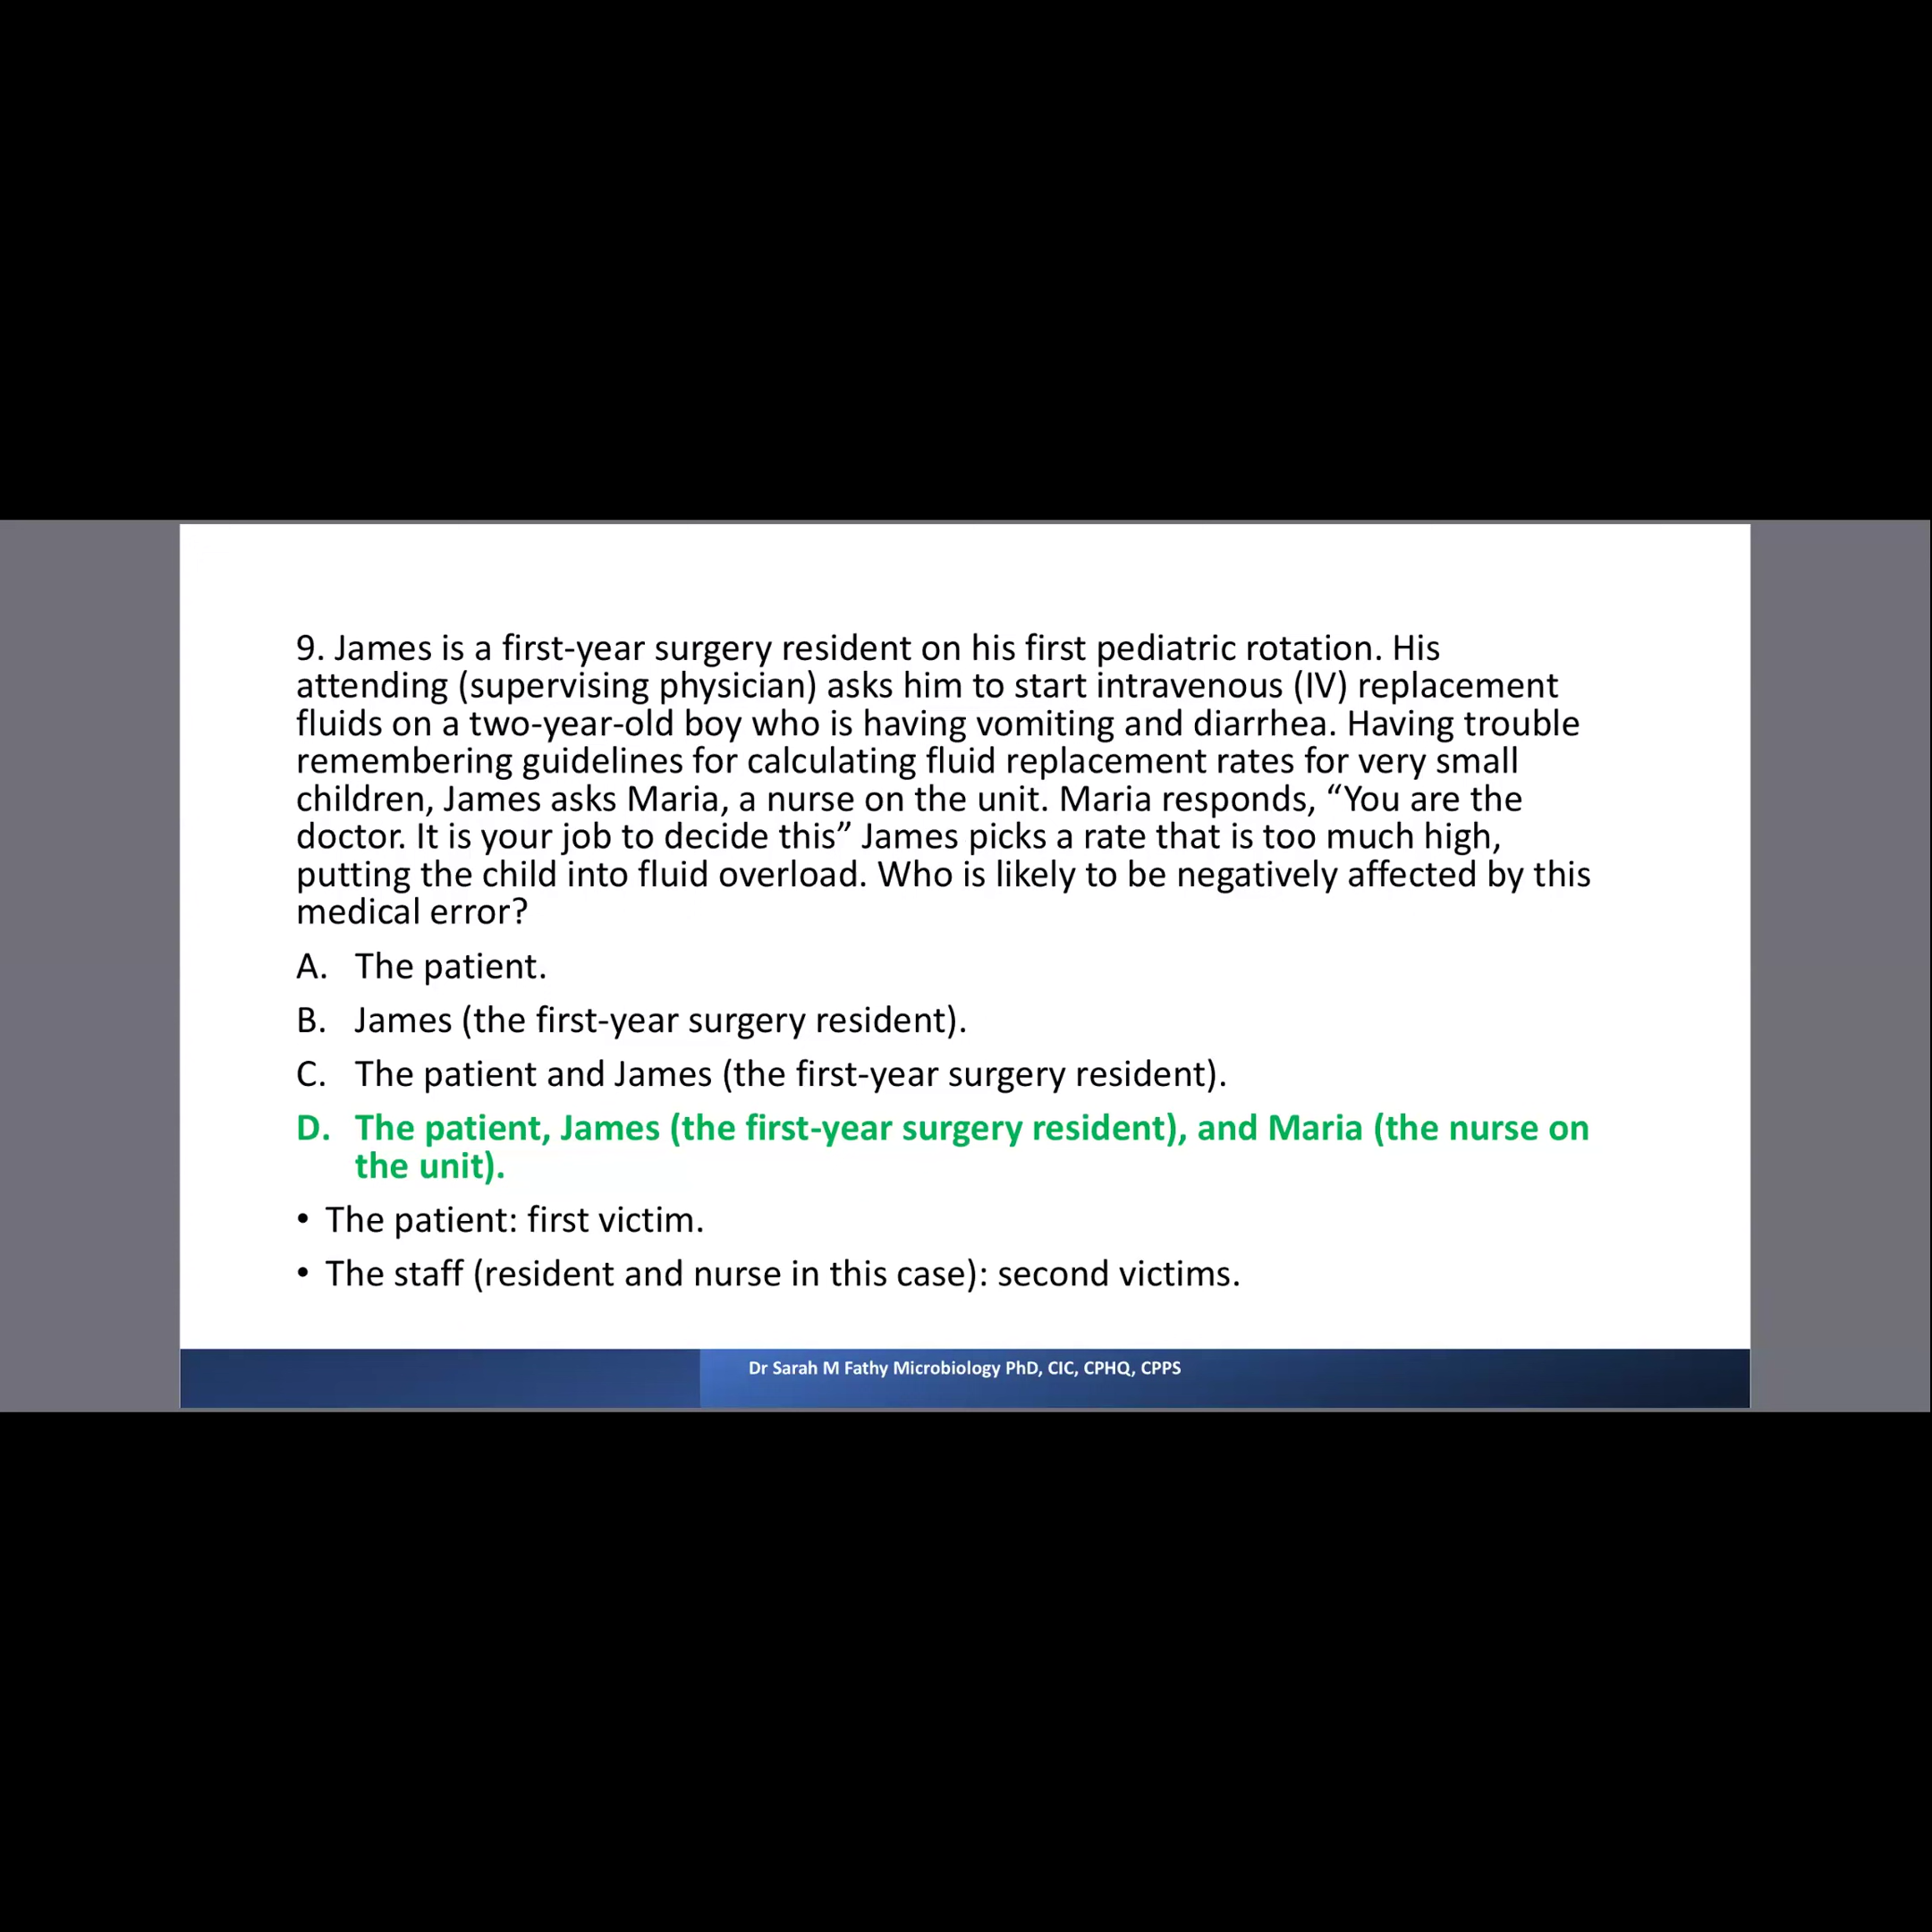 9. James is a first-year surgery resident on his first pediatric rotation. His
attending (supervising physician) asks him to start intravenous (IV) replacement
fluids on a two-year-old boy who is having vomiting and diarrhea. Having trouble
remembering guidelines for calculating fluid replacement rates for very small
children, James asks Maria, a nurse on the unit. Maria responds, “You are the
doctor. It is your job to decide this” James picks a rate that is too much high,
putting the child into fluid overload. Who is likely to be negatively affected by this
medical error?
A. The patient.
B. James (the first-year surgery resident).
C. The patient and James (the first-year surgery resident).
D. The patient, James (the first-year surgery resident), and Maria (the nurse on
the unit).
• The patient: first victim.
• The staff (resident and nurse in this case): second victims.
Dr Sarah M Fathy Microbiology PhD, CIC, CPHQ, CPPS